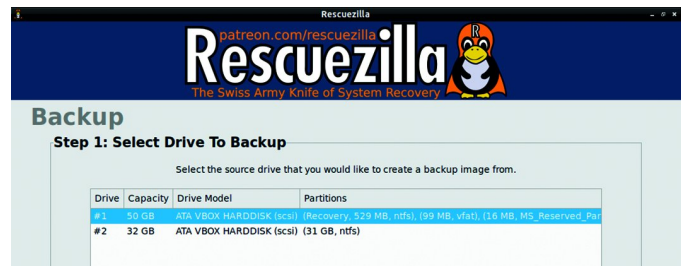 Rescuezilla
patreon.com/rescuezilla
Rescuezilla
R
The Swiss Army Knife of System Recovery
Backup
Step 1: Select Drive To Backup
Select the source drive that you would like to create a backup image from.
Drive Capacity Drive Model Partitions
#1 50 GB ATA VBOX HARDDISK (scsi) (Recovery, 529 MB, ntfs), (99 MB, vfat), (16 MB, MS_Reserved_Par
#2 32 GB ATA VBOX HARDDISK (scsi) (31 GB, ntfs)